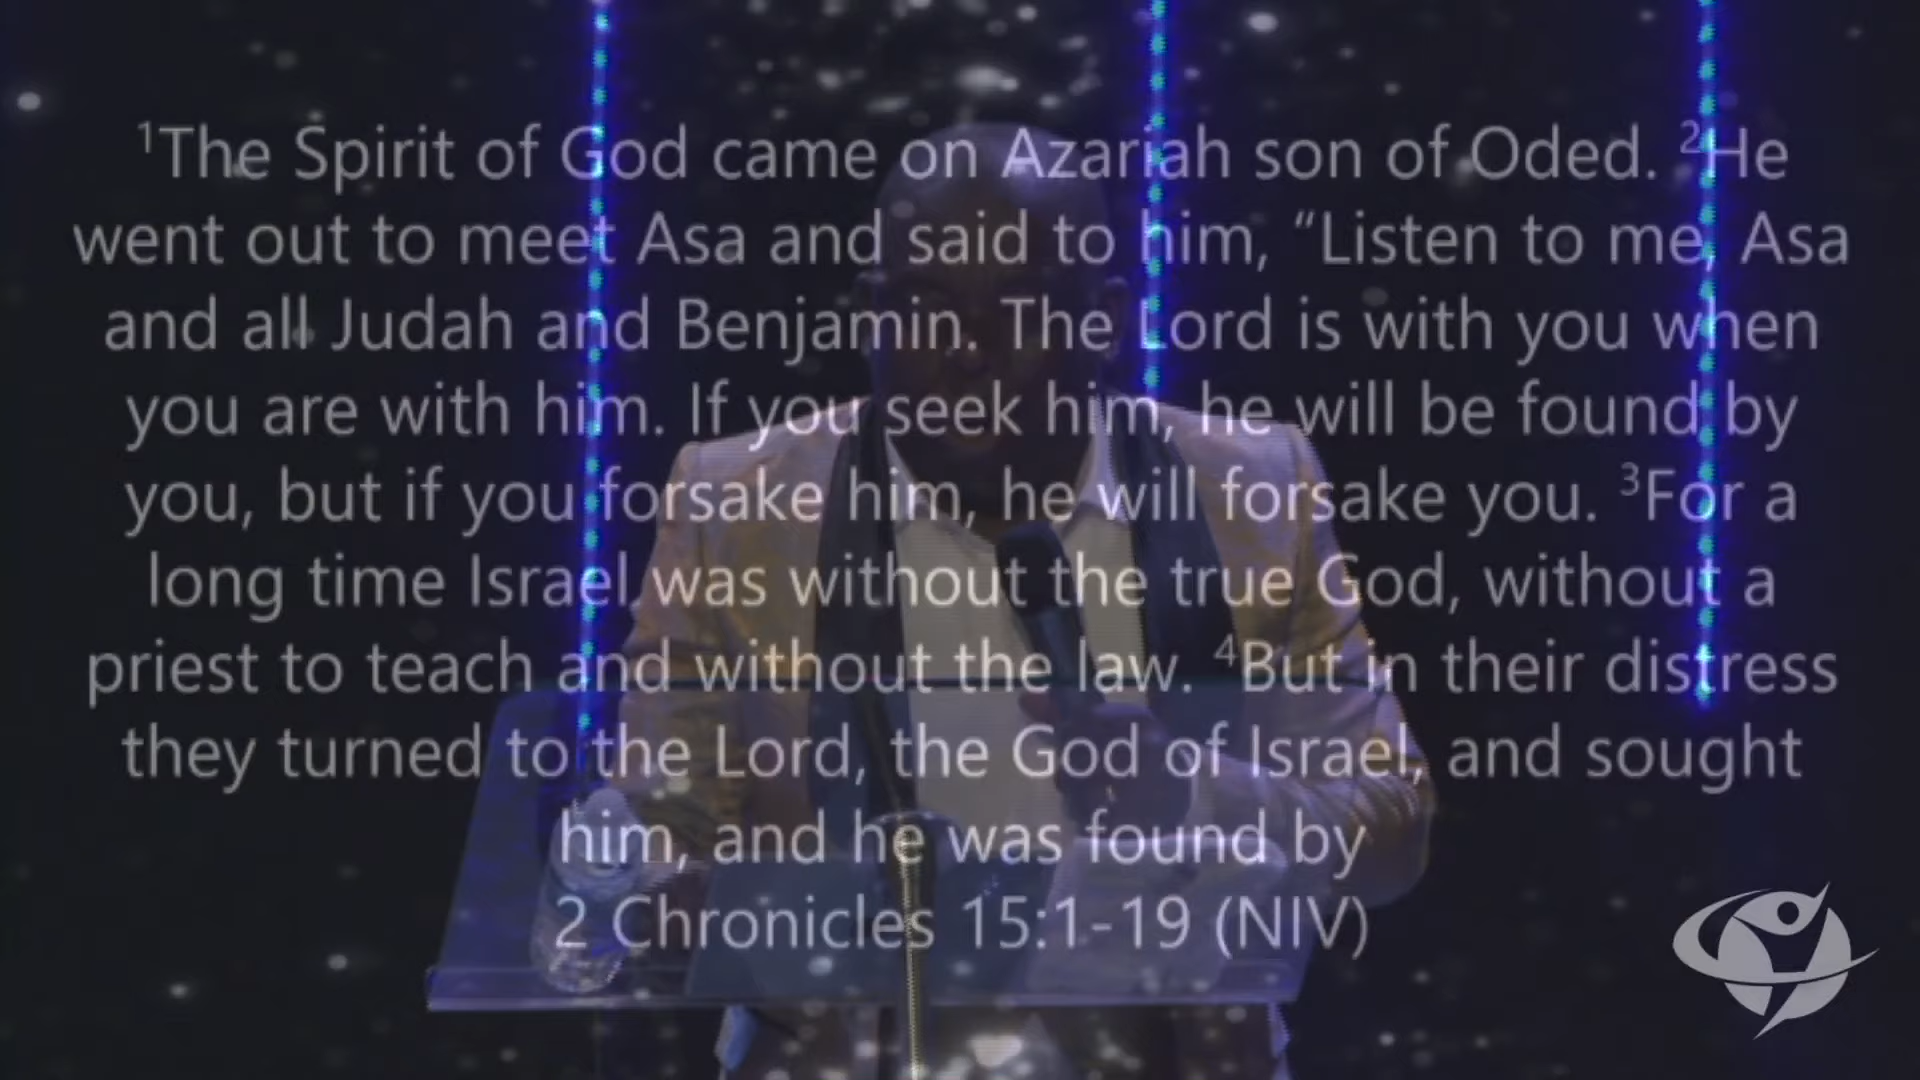 ¹The Spirit of God came on Azariah son of Oded. ²He
went out to meet Asa and said to him, “Listen to me, Asa
and all Judah and Benjamin. The Lord is with you when
you are with him. If you seek him, he will be found by
you, but if you forsake him, he will forsake you. ³For a
long time Israel was without the true God, without a
priest to teach and without the law. ⁴But in their distress
they turned to the Lord, the God of Israel, and sought
him, and he was found by
2 Chronicles 15:1-19 (NIV)